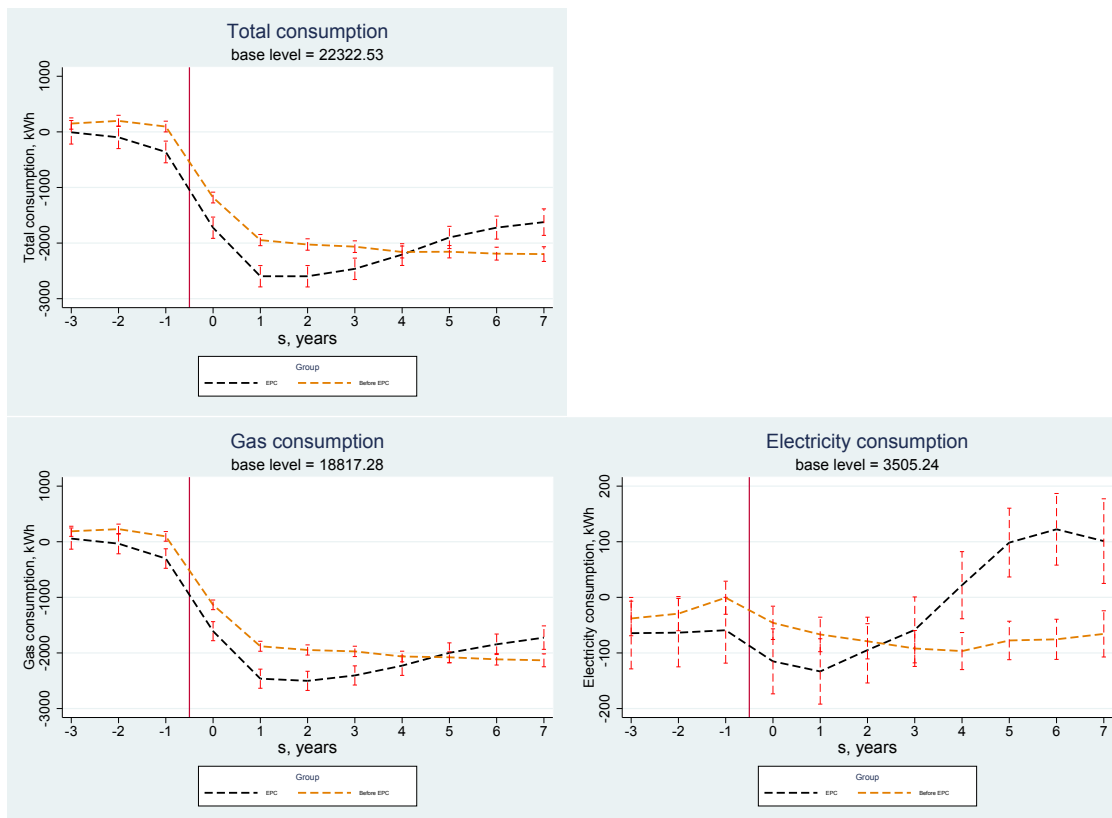 Total consumption
base level = 22322.53
Total consumption, kWh
1000
0
-1000
-2000
-3000
-3 -2 -1 0 1 2 3 4 5 6 7
s, years
Group
EPC Before EPC
Gas consumption
base level = 18817.28
Gas consumption, kWh
1000
0
-1000
-2000
-3000
-3 -2 -1 0 1 2 3 4 5 6 7
s, years
Group
EPC Before EPC
Electricity consumption
base level = 3505.24
Electricity consumption, kWh
200
100
0
-100
-200
-3 -2 -1 0 1 2 3 4 5 6 7
s, years
Group
EPC Before EPC